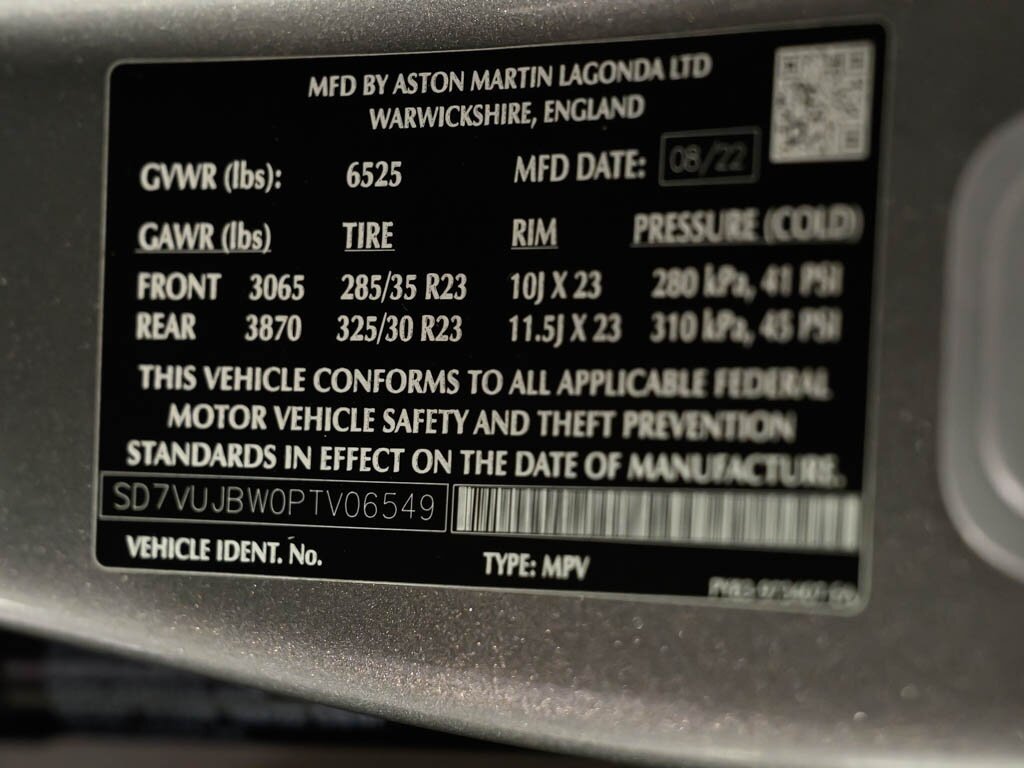 MFD BY ASTON MARTIN LAGONDA LTD
WARWICKSHIRE, ENGLAND
GVWR (lbs): 6525 MFD DATE: 08/22
GAWR (lbs) TIRE RIM PRESSURE (COLD)
FRONT 3065 285/35 R23 10J X 23 280 kPa, 41 PSI
REAR 3870 325/30 R23 11.5J X 23 310 kPa, 45 PSI
THIS VEHICLE CONFORMS TO ALL APPLICABLE FEDERAL
MOTOR VEHICLE SAFETY AND THEFT PREVENTION
STANDARDS IN EFFECT ON THE DATE OF MANUFACTURE.
SD7VUJBW0PTV06549
VEHICLE IDENT. No. TYPE: MPV